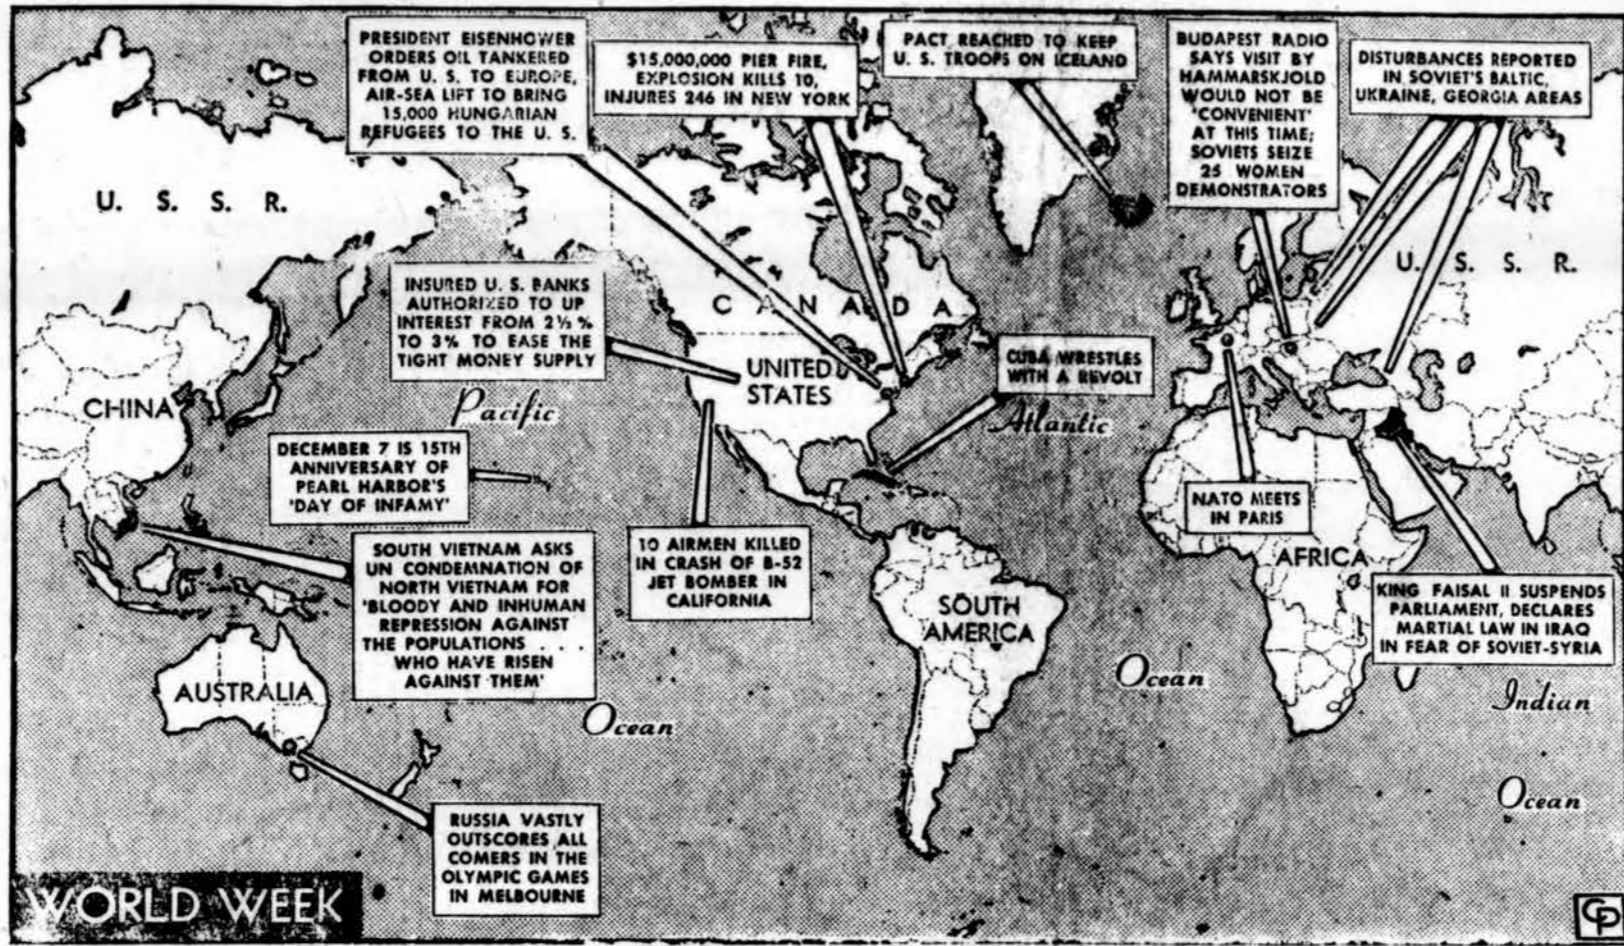 PRESIDENT EISENHOWER
ORDERS OIL TANKERED
FROM U. S. TO EUROPE,
AIR-SEA LIFT TO BRING
15,000 HUNGARIAN
REFUGEES TO THE U. S.
$15,000,000 PIER FIRE,
EXPLOSION KILLS 10,
INJURES 246 IN NEW YORK
PACT REACHED TO KEEP
U. S. TROOPS ON ICELAND
BUDAPEST RADIO
SAYS VISIT BY
HAMMARSKJOLD
WOULD NOT BE
'CONVENIENT'
AT THIS TIME;
SOVIETS SEIZE
25 WOMEN
DEMONSTRATORS
DISTURBANCES REPORTED
IN SOVIET'S BALTIC,
UKRAINE, GEORGIA AREAS
U. S. S. R.
U. S. S. R.
INSURED U. S. BANKS
AUTHORIZED TO UP
INTEREST FROM 2½%
TO 3% TO EASE THE
TIGHT MONEY SUPPLY
CANADA
UNITED
STATES
CUBA WRESTLES
WITH A REVOLT
CHINA
Pacific
Atlantic
DECEMBER 7 IS 15TH
ANNIVERSARY OF
PEARL HARBOR'S
'DAY OF INFAMY'
NATO MEETS
IN PARIS
AFRICA
SOUTH VIETNAM ASKS
UN CONDEMNATION OF
NORTH VIETNAM FOR
'BLOODY AND INHUMAN
REPRESSION AGAINST
THE POPULATIONS . . .
WHO HAVE RISEN
AGAINST THEM'
10 AIRMEN KILLED
IN CRASH OF B-52
JET BOMBER IN
CALIFORNIA
SOUTH
AMERICA
KING FAISAL II SUSPENDS
PARLIAMENT, DECLARES
MARTIAL LAW IN IRAQ
IN FEAR OF SOVIET-SYRIA
AUSTRALIA
Ocean
Ocean
Indian
Ocean
RUSSIA VASTLY
OUTSCORES ALL
COMERS IN THE
OLYMPIC GAMES
IN MELBOURNE
WORLD WEEK
CP